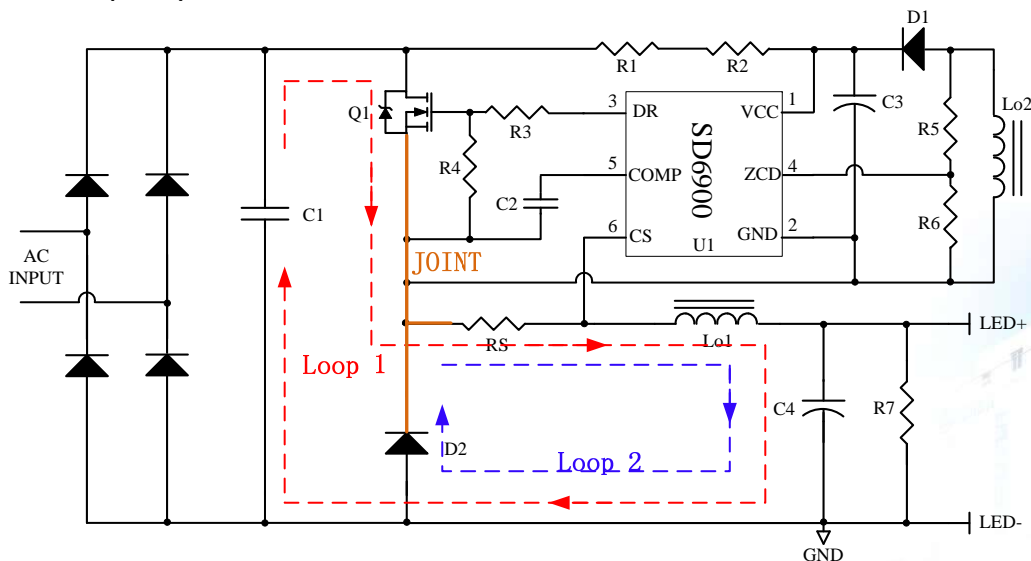 D1
R1
R2
C3
Lo2
Q1
3
DR
VCC
1
R3
R5
R4
SD6900
5
COMP
ZCD
4
C2
C1
R6
6
CS
GND
2
U1
AC
INPUT
JOINT
LED+
RS
Lo1
Loop 1
C4
R7
D2
Loop 2
LED-
GND